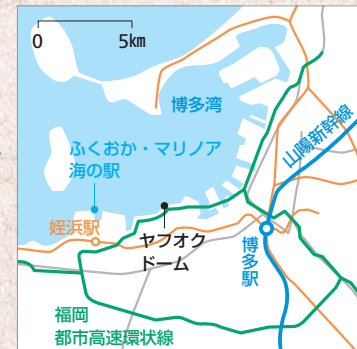 0 5km
博多湾
山陽新幹線
ふくおか・マリノア
海の駅
姪浜駅
ヤフオク
ドーム
博多駅
福岡
都市高速環状線